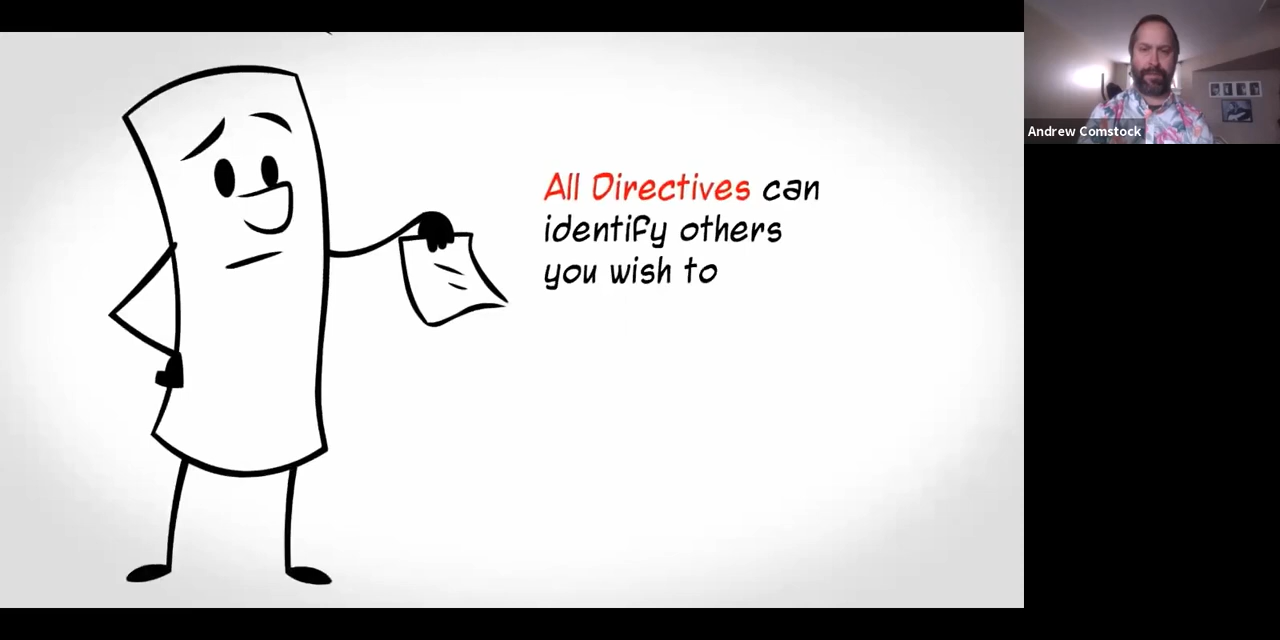 All Directives can
identify others
you wish to
Andrew Comstock